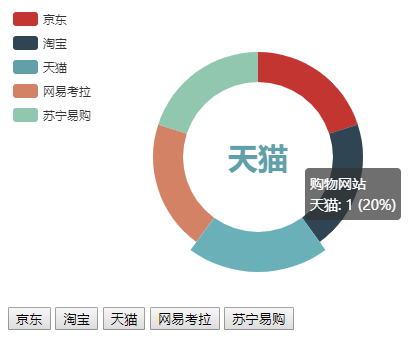 京东
淘宝
天猫
网易考拉
苏宁易购
天猫
购物网站
天猫: 1 (20%)
京东 淘宝 天猫 网易考拉 苏宁易购